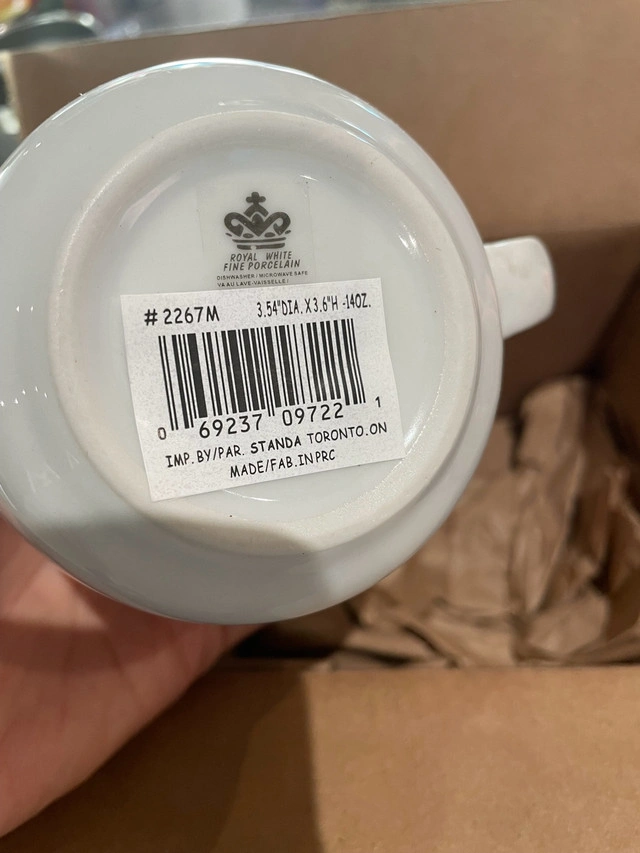 ROYAL WHITE
FINE PORCELAIN
DISHWASHER / MICROWAVE SAFE
VA AU LAVE-VAISSELLE /
#2267M 3.54"DIA. X 3.6"H -14OZ.
0 69237 09722 1
IMP. BY/PAR. STANDA TORONTO.ON
MADE/FAB. IN PRC